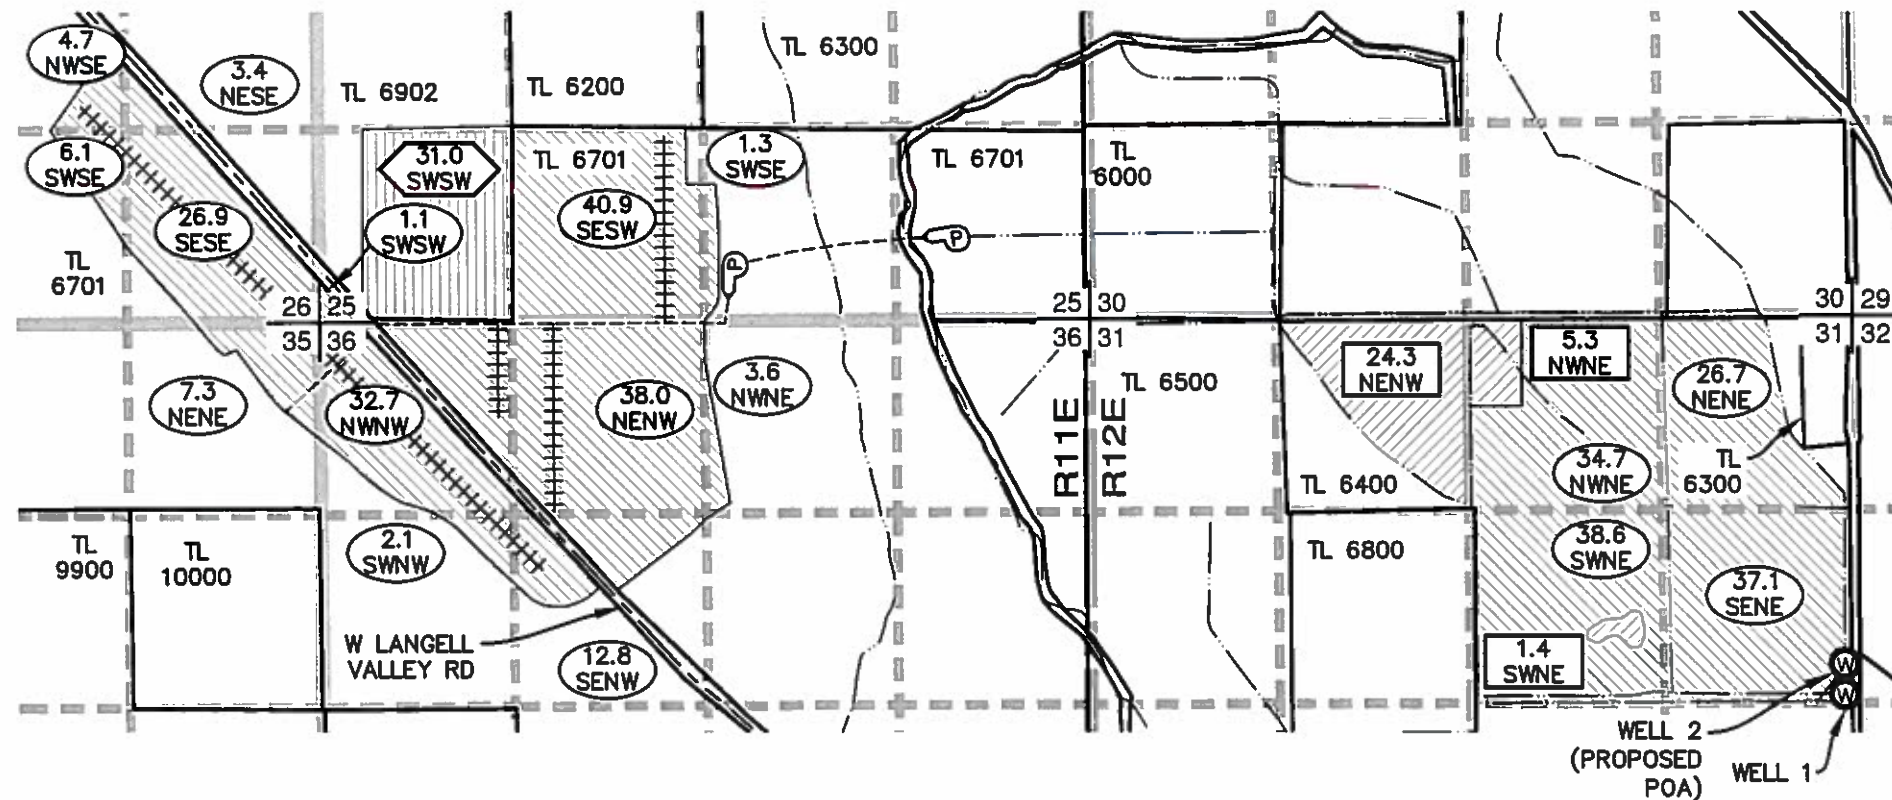 4.7
NWSE
3.4
NESE
TL 6902
TL 6200
TL 6300
6.1
SWSE
31.0
SWSW
TL 6701
1.3
SWSE
TL 6701
TL
6000
26.9
SESE
1.1
SWSW
40.9
SESW
TL
6701
P
P
26 25
35 36
25 30
36 31
30 29
31 32
7.3
NENE
32.7
NWNW
38.0
NENW
3.6
NWNE
R11E
R12E
TL 6500
24.3
NENW
5.3
NWNE
26.7
NENE
TL 6400
34.7
NWNE
TL
6300
TL
9900
TL
10000
2.1
SWNW
TL 6800
38.6
SWNE
37.1
SENE
W LANGELL
VALLEY RD
12.8
SENW
1.4
SWNE
W
W
WELL 2
(PROPOSED
POA)
WELL 1